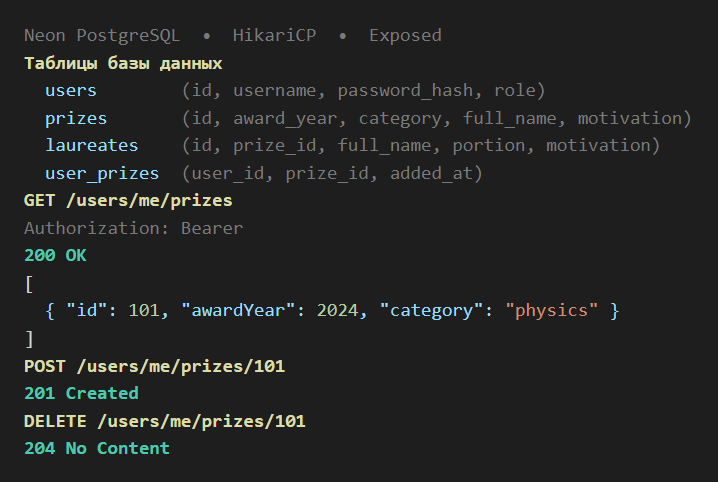 Neon PostgreSQL • HikariCP • Exposed
Таблицы базы данных
users (id, username, password_hash, role)
prizes (id, award_year, category, full_name, motivation)
laureates (id, prize_id, full_name, portion, motivation)
user_prizes (user_id, prize_id, added_at)
GET /users/me/prizes
Authorization: Bearer
200 OK
[
{ "id": 101, "awardYear": 2024, "category": "physics" }
]
POST /users/me/prizes/101
201 Created
DELETE /users/me/prizes/101
204 No Content